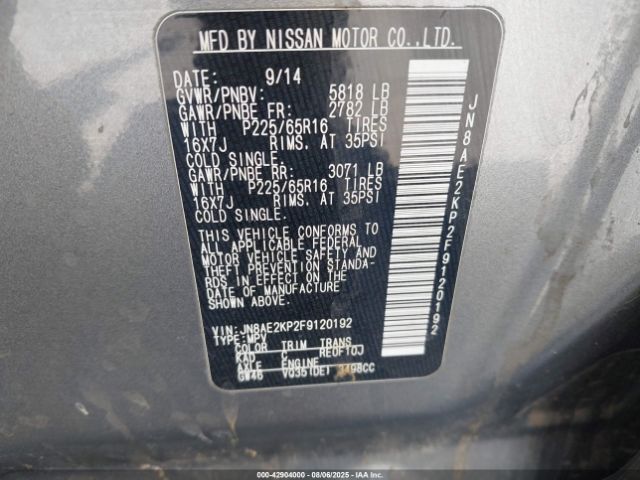 MFD BY NISSAN MOTOR CO.,LTD.
DATE: 9/14
GVWR/PNBV: 5818 LB
GAWR/PNBE FR: 2782 LB
WITH P225/65R16 TIRES
16X7J RIMS. AT 35PSI
COLD SINGLE.
GAWR/PNBE RR: 3071 LB
WITH P225/65R16 TIRES
16X7J RIMS. AT 35PSI
COLD SINGLE.
THIS VEHICLE CONFORMS TO
ALL APPLICABLE FEDERAL
MOTOR VEHICLE SAFETY AND
THEFT PREVENTION STANDA-
RDS IN EFFECT ON THE
DATE OF MANUFACTURE
VIN: JN8AE2KP2F9120192
TYPE: MPV
COLOR TRIM TRANS
KAD C RE0F10J
AXLE ENGINE
GW46 VQ35(DE) 3498CC
JN8AE2KP2F9120192
000-42904000 - 08/06/2025 - IAA Inc.